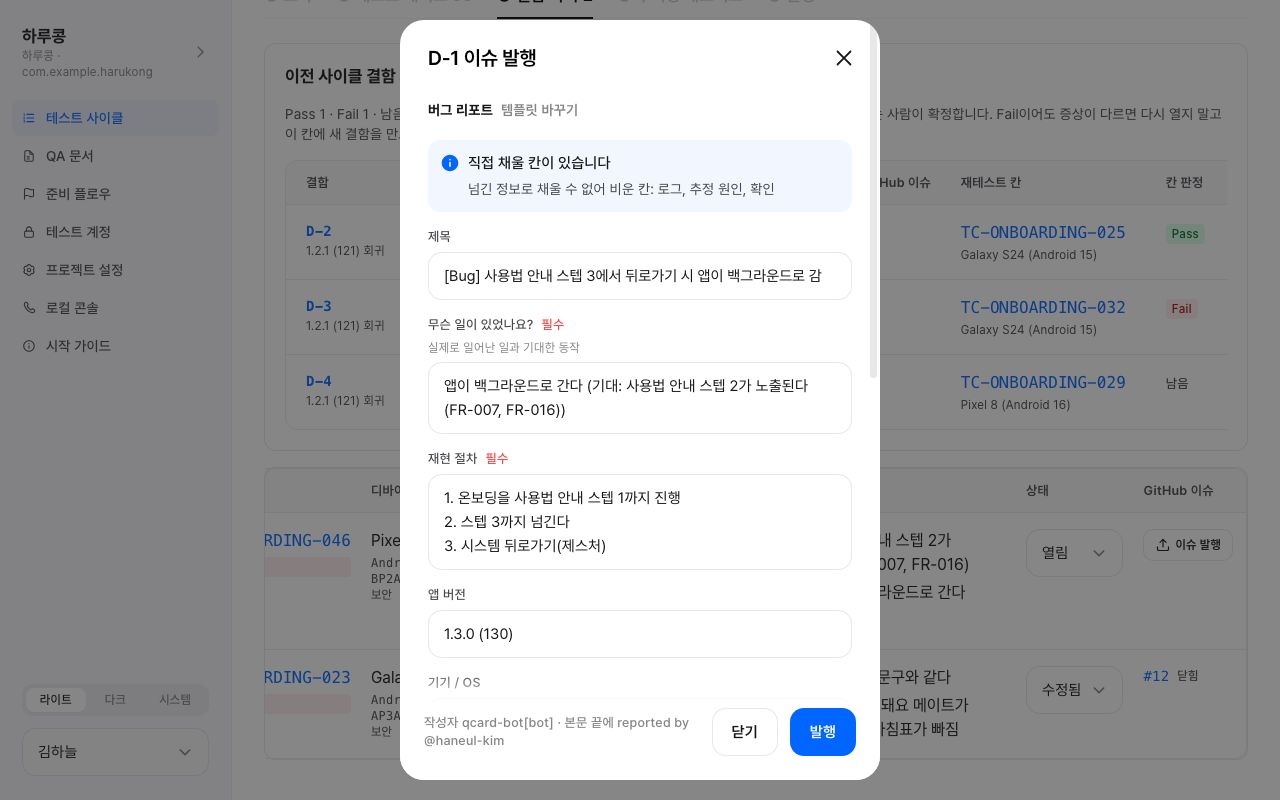 하루콩
하루콩 ·
com.example.harukong
테스트 사이클
QA 문서
준비 플로우
테스트 계정
프로젝트 설정
로컬 콘솔
시작 가이드
라이트 다크 시스템
김하늘
이전 사이클 결함
Pass 1 · Fail 1 · 남음
사람이 확정합니다. Fail이어도 증상이 다르면 다시 열지 말고
이 칸에 새 결함을 만
결함
Hub 이슈 재테스트 칸 칸 판정
D-2
1.2.1 (121) 회귀
TC-ONBOARDING-025
Galaxy S24 (Android 15)
Pass
D-3
1.2.1 (121) 회귀
TC-ONBOARDING-032
Galaxy S24 (Android 15)
Fail
D-4
1.2.1 (121) 회귀
TC-ONBOARDING-029
Pixel 8 (Android 16)
남음
디바이
상태 GitHub 이슈
RDING-046
Pixe
Andr
BP2A
보안
내 스텝 2가
007, FR-016)
라운드로 간다
열림
이슈 발행
RDING-023
Gala
Andr
AP3A
보안
문구와 같다
돼요 메이트가
마침표가 빠짐
수정됨
#12 닫힘
D-1 이슈 발행
버그 리포트 템플릿 바꾸기
직접 채울 칸이 있습니다
넘긴 정보로 채울 수 없어 비운 칸: 로그, 추정 원인, 확인
제목
[Bug] 사용법 안내 스텝 3에서 뒤로가기 시 앱이 백그라운드로 감
무슨 일이 있었나요? 필수
실제로 일어난 일과 기대한 동작
앱이 백그라운드로 간다 (기대: 사용법 안내 스텝 2가 노출된다
(FR-007, FR-016))
재현 절차 필수
1. 온보딩을 사용법 안내 스텝 1까지 진행
2. 스텝 3까지 넘긴다
3. 시스템 뒤로가기(제스처)
앱 버전
1.3.0 (130)
기기 / OS
작성자 qcard-bot[bot] · 본문 끝에 reported by
@haneul-kim
닫기
발행